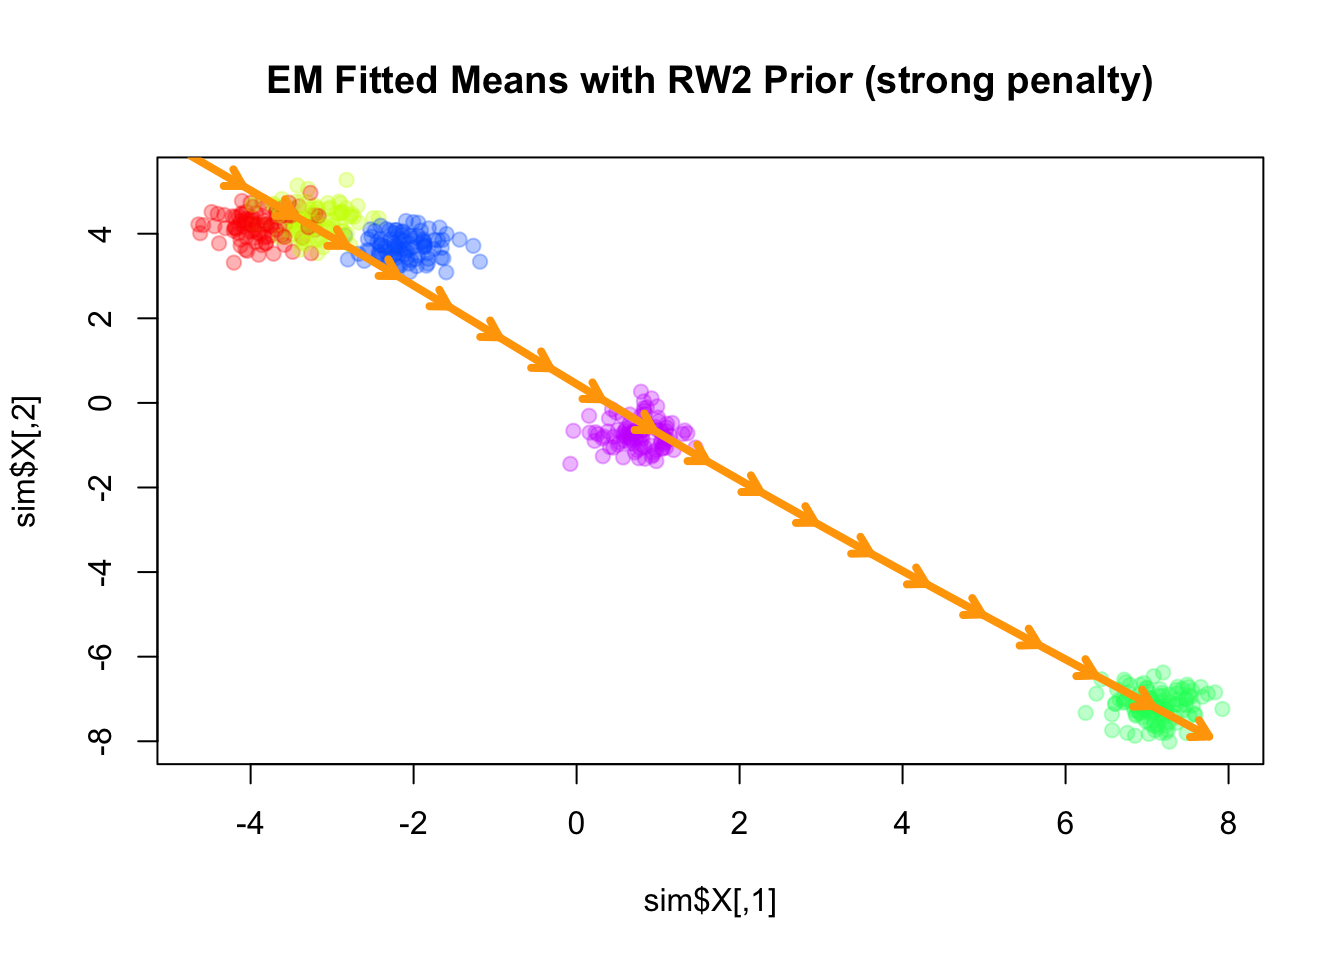 EM Fitted Means with RW2 Prior (strong penalty)
sim$X[,2]
4
2
0
-2
-4
-6
-8
-4 -2 0 2 4 6 8
sim$X[,1]